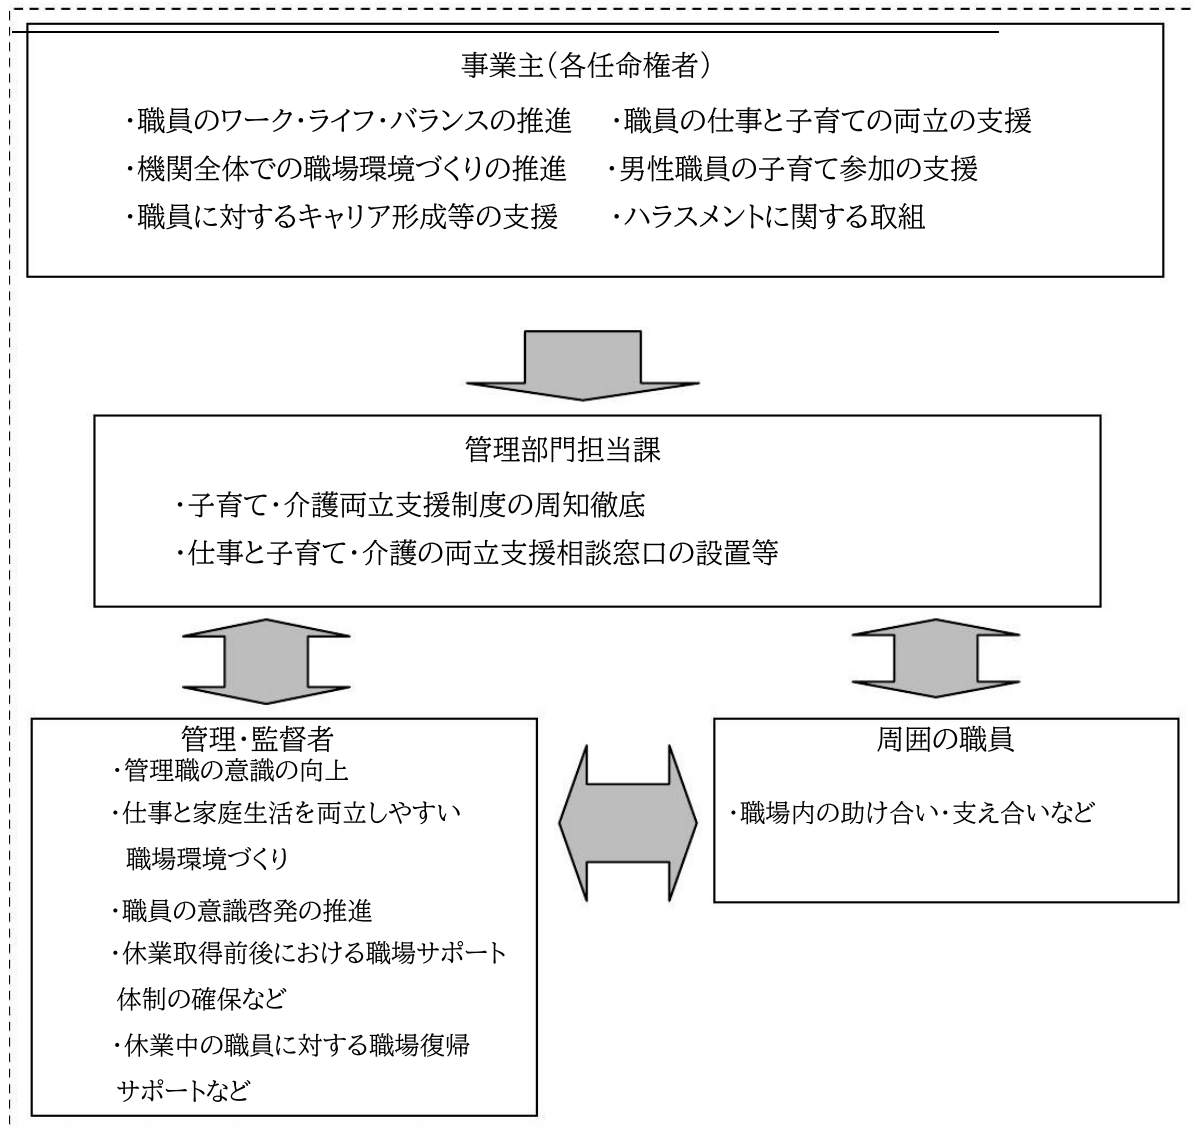 事業主(各任命権者)
・職員のワーク・ライフ・バランスの推進　・職員の仕事と子育ての両立の支援
・機関全体での職場環境づくりの推進　・男性職員の子育て参加の支援
・職員に対するキャリア形成等の支援　・ハラスメントに関する取組
管理部門担当課
・子育て・介護両立支援制度の周知徹底
・仕事と子育て・介護の両立支援相談窓口の設置等
管理・監督者
・管理職の意識の向上
・仕事と家庭生活を両立しやすい
職場環境づくり
・職員の意識啓発の推進
・休業取得前後における職場サポート
体制の確保など
・休業中の職員に対する職場復帰
サポートなど
周囲の職員
・職場内の助け合い・支え合いなど